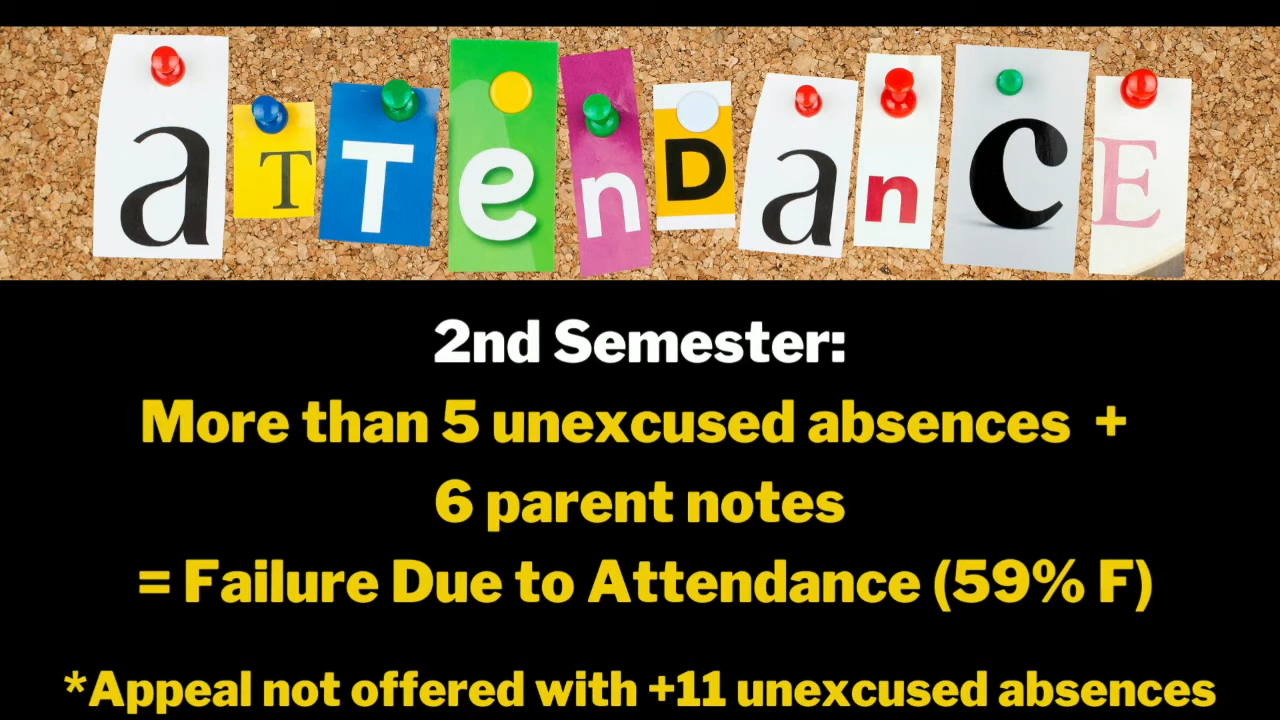 aTTenDanCE
2nd Semester:
More than 5 unexcused absences +
6 parent notes
= Failure Due to Attendance (59% F)
*Appeal not offered with +11 unexcused absences